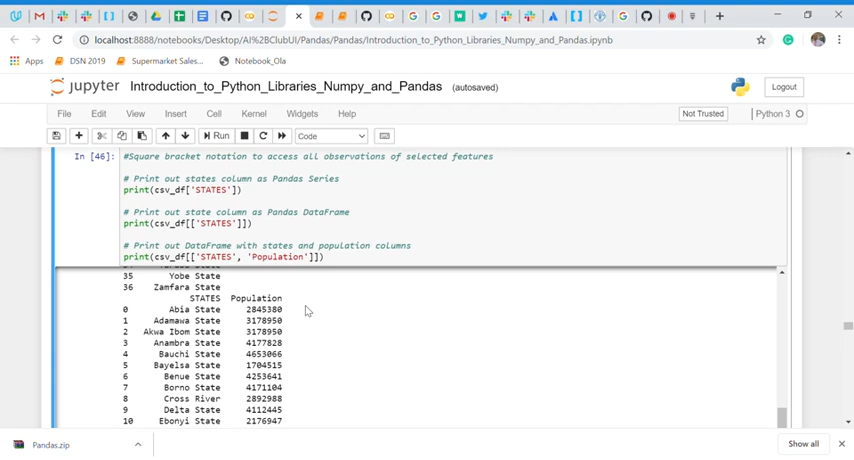 localhost:8888/notebooks/Desktop/AI%2BClubUI/Pandas/Pandas/Introduction_to_Python_Libraries_Numpy_and_Pandas.ipynb
Apps DSN 2019 Supermarket Sales... Notebook_Ola
jupyter Introduction_to_Python_Libraries_Numpy_and_Pandas (autosaved) Logout
File Edit View Insert Cell Kernel Widgets Help Not Trusted Python 3
Run Code
In [46]: #Square bracket notation to access all observations of selected features
# Print out states column as Pandas Series
print(csv_df['STATES'])
# Print out state column as Pandas DataFrame
print(csv_df[['STATES']])
# Print out DataFrame with states and population columns
print(csv_df[['STATES', 'Population']])
35 Yobe State
36 Zamfara State
STATES Population
0 Abia State 2845380
1 Adamawa State 3178950
2 Akwa Ibom State 3178950
3 Anambra State 4177828
4 Bauchi State 4653066
5 Bayelsa State 1704515
6 Benue State 4253641
7 Borno State 4171104
8 Cross River 2892988
9 Delta State 4112445
10 Ebonyi State 2176947
Pandas.zip Show all